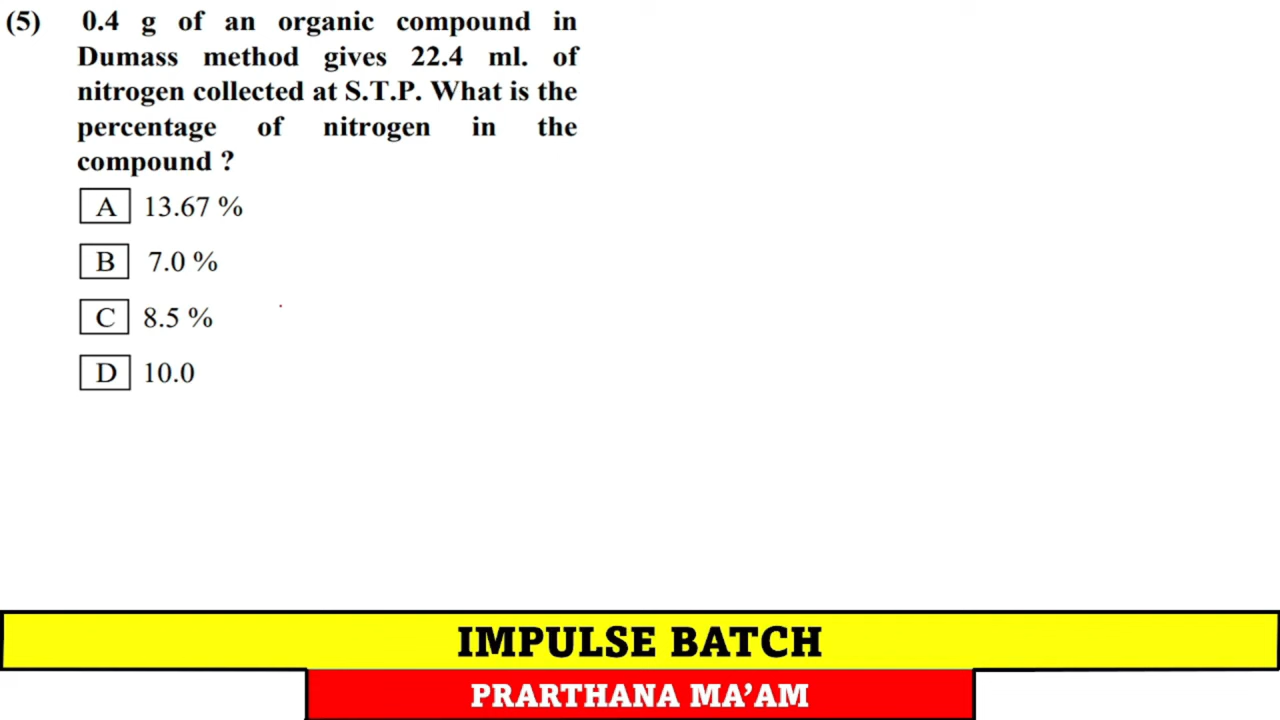 (5) 0.4 g of an organic compound in
Dumass method gives 22.4 ml. of
nitrogen collected at S.T.P. What is the
percentage of nitrogen in the
compound ?
A 13.67 %
B 7.0 %
C 8.5 %
D 10.0
IMPULSE BATCH
PRARTHANA MA’AM